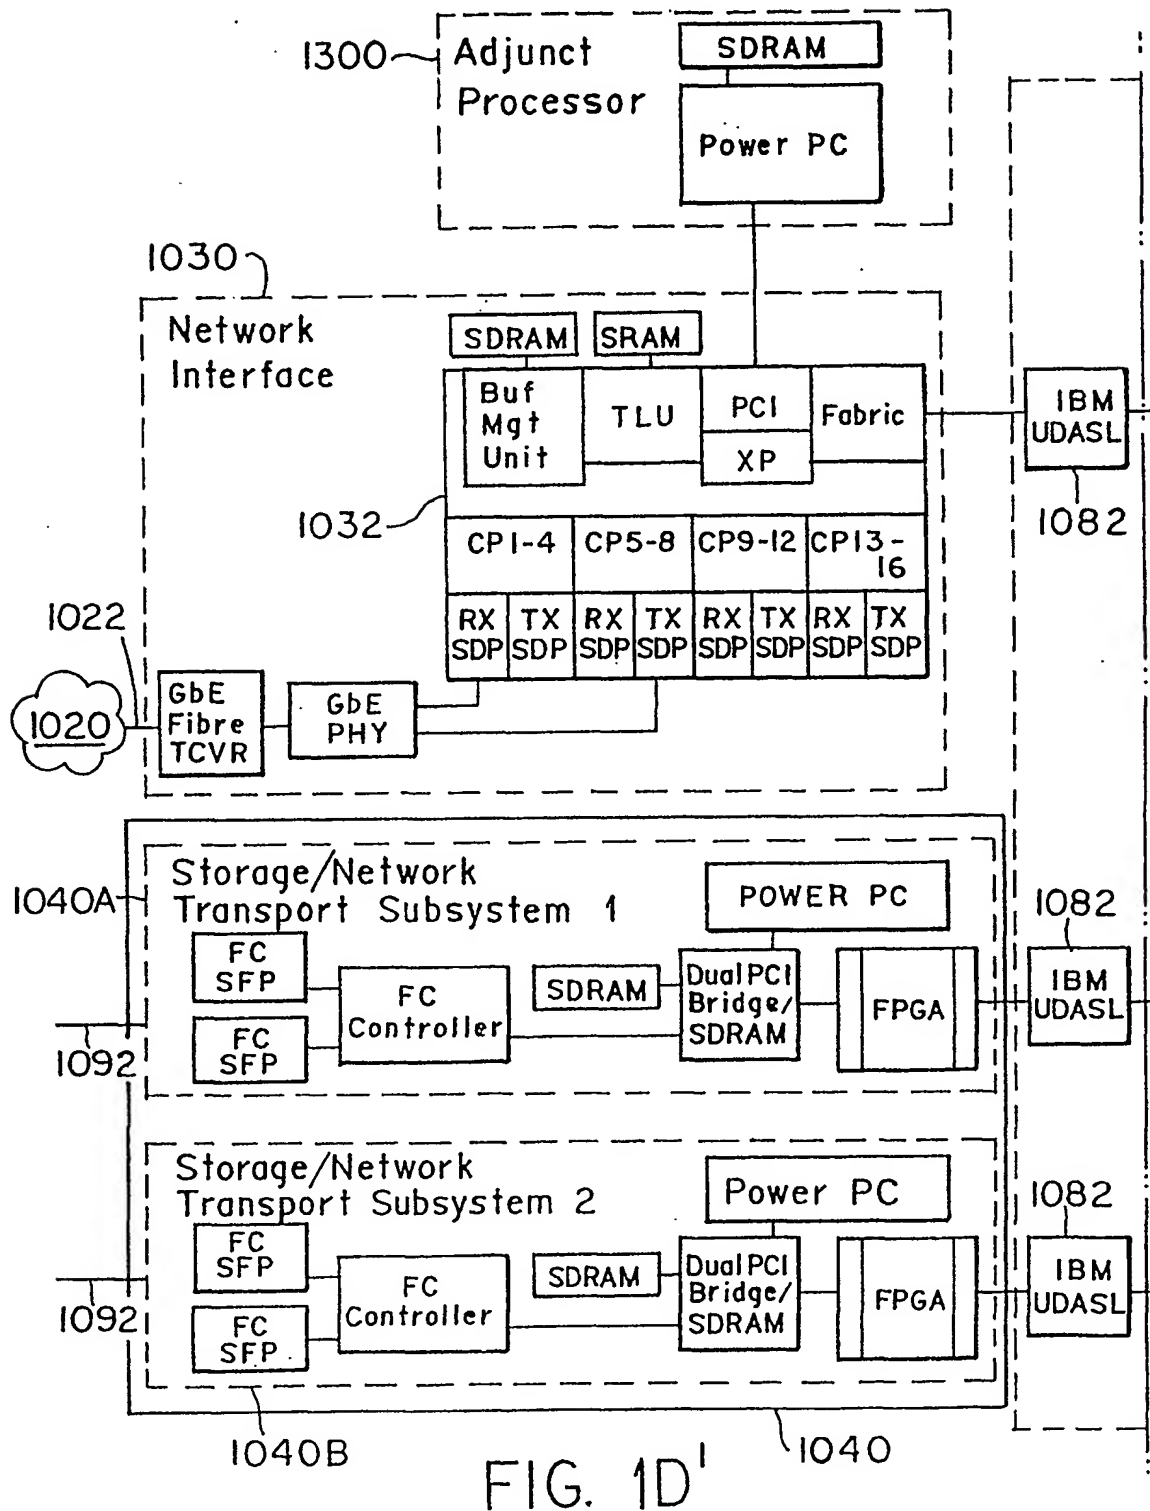 1300
Adjunct
Processor
SDRAM
Power PC
1030
Network
Interface
SDRAM
SRAM
Buf
Mgt
Unit
TLU
PCI
XP
Fabric
IBM
UDASL
1082
1032
CP1-4
CP5-8
CP9-12
CP13-
16
RX
SDP
TX
SDP
RX
SDP
TX
SDP
RX
SDP
TX
SDP
RX
SDP
TX
SDP
1022
1020
GbE
Fibre
TCVR
GbE
PHY
1040A
Storage/Network
Transport Subsystem 1
POWER PC
1082
FC
SFP
FC
SFP
FC
Controller
SDRAM
Dual PCI
Bridge/
SDRAM
FPGA
IBM
UDASL
1092
Storage/Network
Transport Subsystem 2
Power PC
1082
FC
SFP
FC
SFP
FC
Controller
SDRAM
Dual PCI
Bridge/
SDRAM
FPGA
IBM
UDASL
1092
1040B
1040
FIG. 1D'